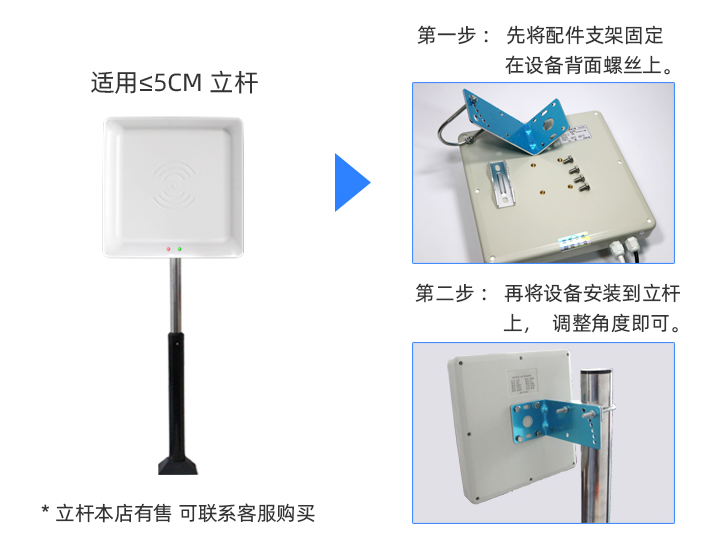 适用≤5CM 立杆
* 立杆本店有售 可联系客服购买
第一步： 先将配件支架固定
在设备背面螺丝上。
第二步： 再将设备安装到立杆
上， 调整角度即可。